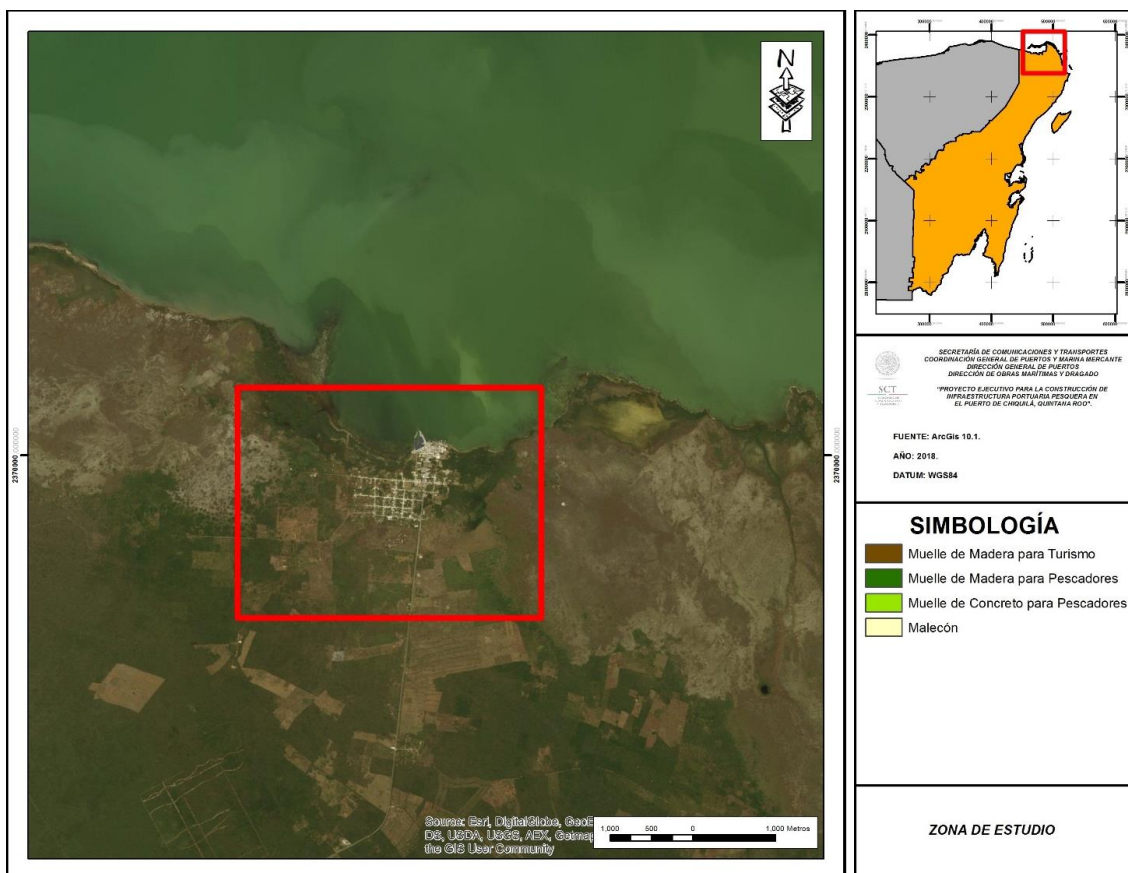 N
2370000
2370000
Source: Esri, DigitalGlobe,
DS, USDA, USGS, AEX,
the GIS User Community
1,000 500 0 1,000 Metros
SECRETARÍA DE COMUNICACIONES Y TRANSPORTES
COORDINACIÓN GENERAL DE PUERTOS Y MARINA MERCANTE
DIRECCIÓN GENERAL DE PUERTOS
DIRECCIÓN DE OBRAS MARÍTIMAS Y DRAGADO
"PROYECTO EJECUTIVO PARA LA CONSTRUCCIÓN DE
INFRAESTRUCTURA PORTUARIA PESQUERA EN
EL PUERTO DE CHIQUILÁ, QUINTANA ROO".
SCT
FUENTE: ArcGis 10.1.
AÑO: 2018.
DATUM: WGS84
SIMBOLOGÍA
Muelle de Madera para Turismo
Muelle de Madera para Pescadores
Muelle de Concreto para Pescadores
Malecón
ZONA DE ESTUDIO